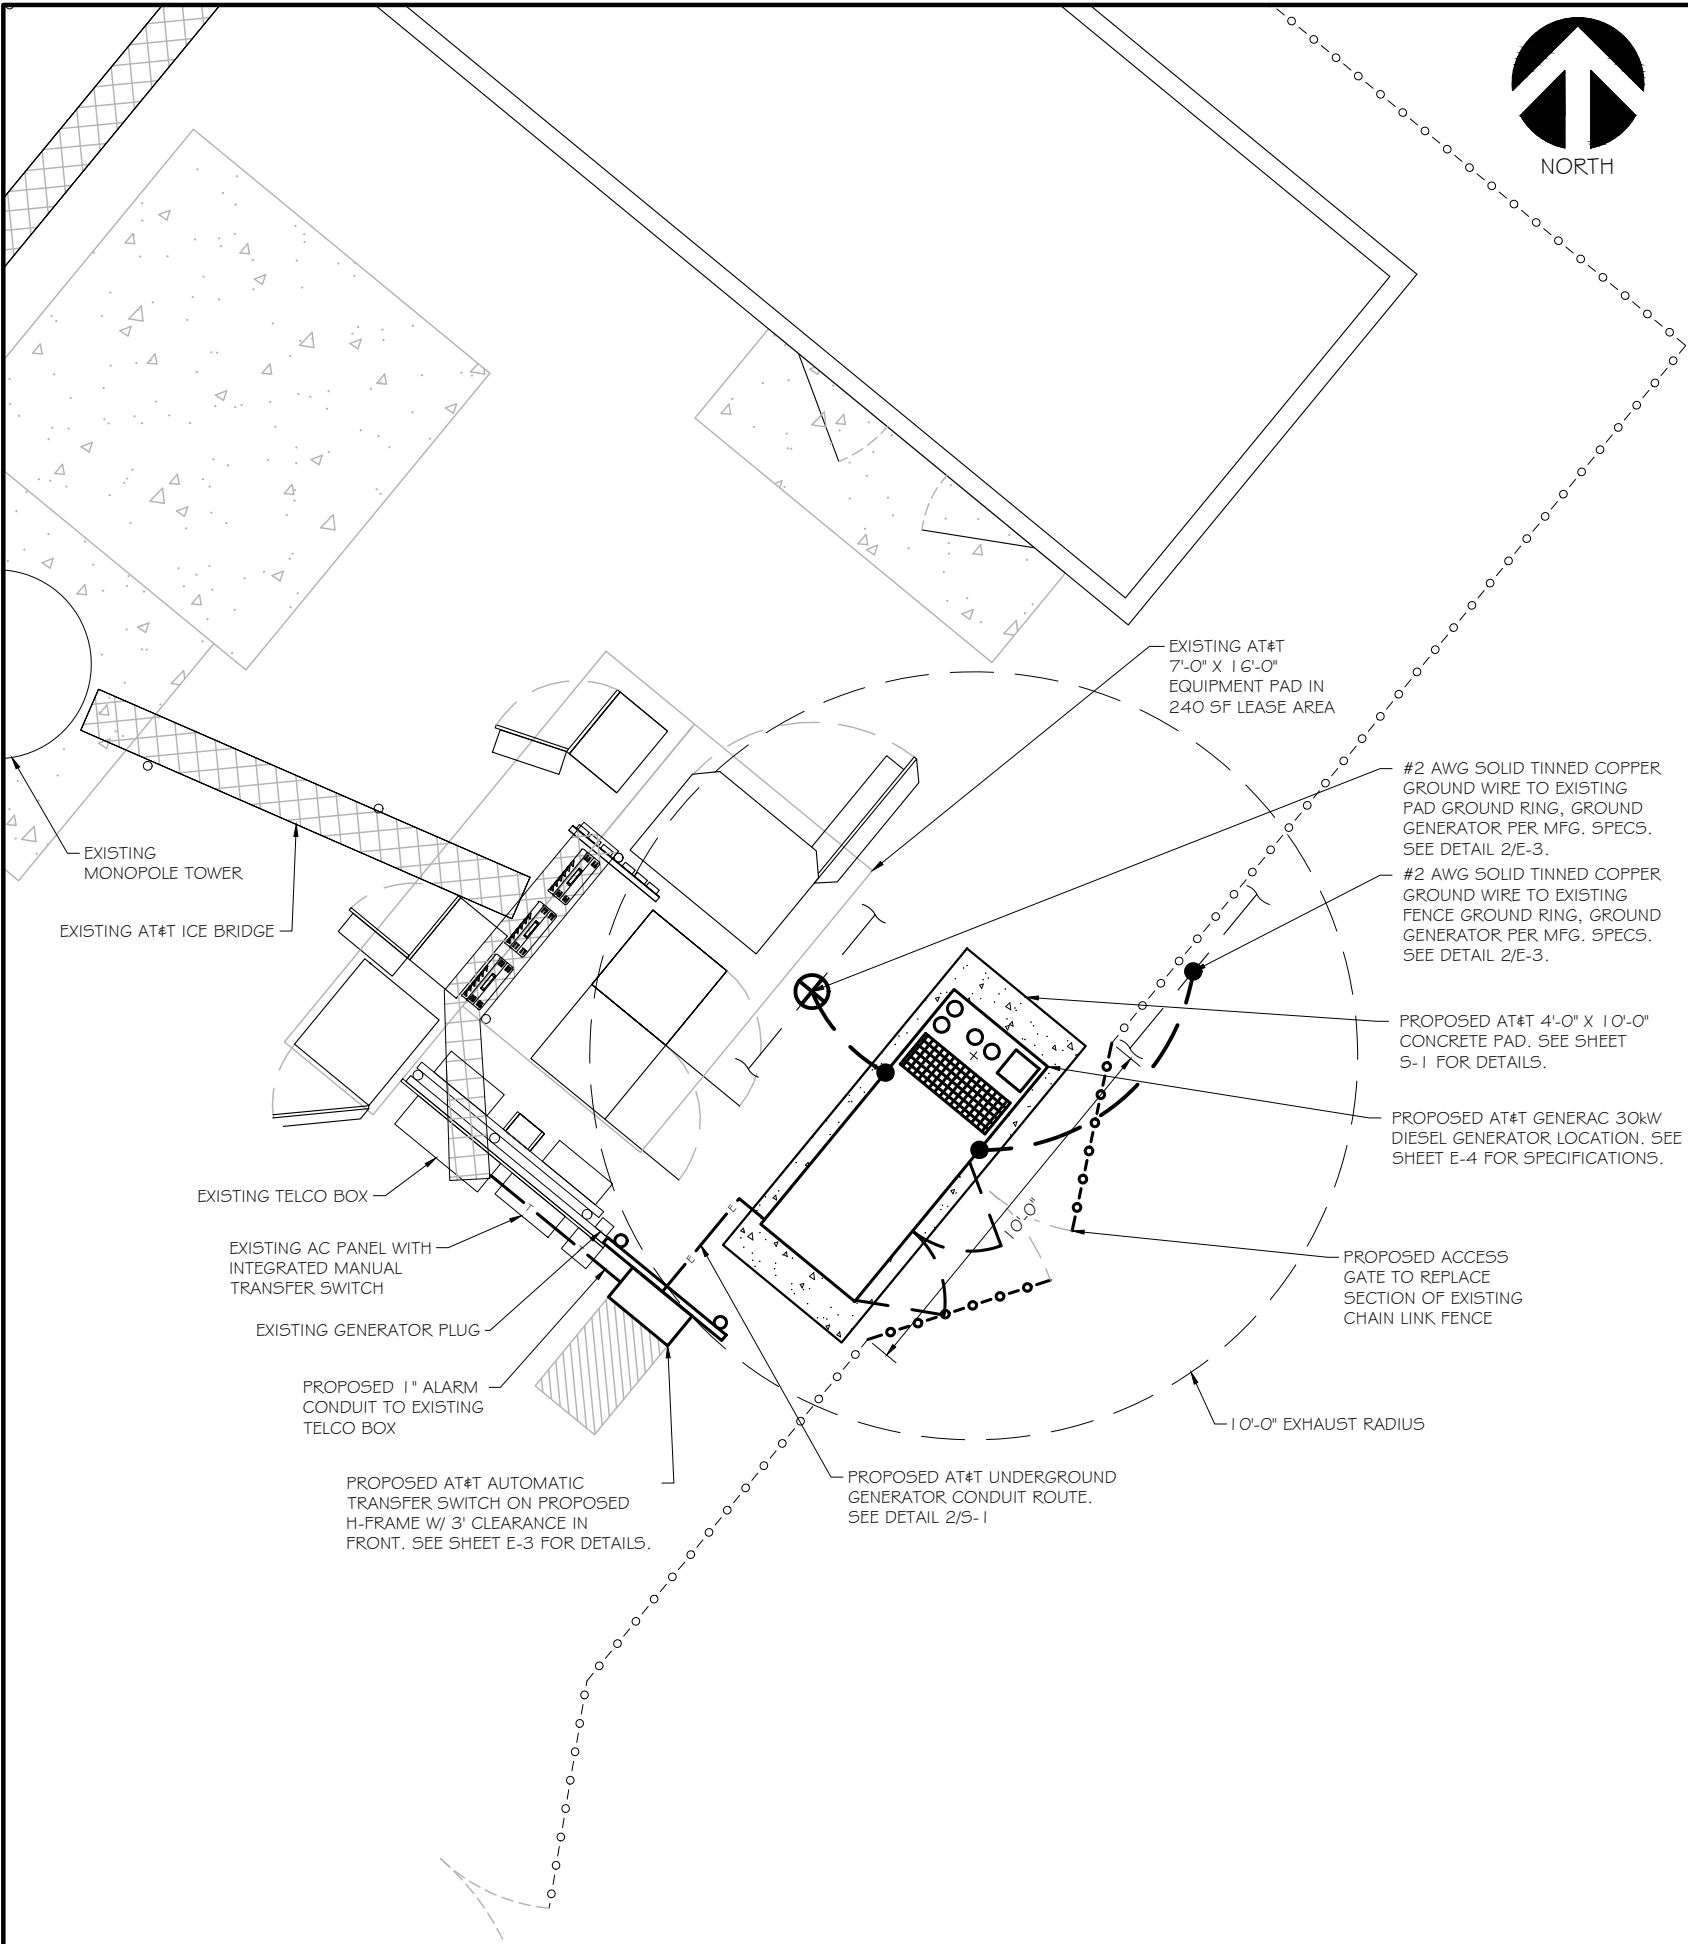 NORTH
EXISTING AT&T
7'-0" X 16'-0"
EQUIPMENT PAD IN
240 SF LEASE AREA
#2 AWG SOLID TINNED COPPER
GROUND WIRE TO EXISTING
PAD GROUND RING, GROUND
GENERATOR PER MFG. SPECS.
SEE DETAIL 2/E-3.
#2 AWG SOLID TINNED COPPER
GROUND WIRE TO EXISTING
FENCE GROUND RING, GROUND
GENERATOR PER MFG. SPECS.
SEE DETAIL 2/E-3.
EXISTING
MONOPOLE TOWER
EXISTING AT&T ICE BRIDGE
PROPOSED AT&T 4'-0" X 10'-0"
CONCRETE PAD. SEE SHEET
S-1 FOR DETAILS.
PROPOSED AT&T GENERAC 30kW
DIESEL GENERATOR LOCATION. SEE
SHEET E-4 FOR SPECIFICATIONS.
EXISTING TELCO BOX
T
E
E
10'-0"
EXISTING AC PANEL WITH
INTEGRATED MANUAL
TRANSFER SWITCH
PROPOSED ACCESS
GATE TO REPLACE
SECTION OF EXISTING
CHAIN LINK FENCE
EXISTING GENERATOR PLUG
PROPOSED 1" ALARM
CONDUIT TO EXISTING
TELCO BOX
10'-0" EXHAUST RADIUS
PROPOSED AT&T AUTOMATIC
TRANSFER SWITCH ON PROPOSED
H-FRAME W/ 3' CLEARANCE IN
FRONT. SEE SHEET E-3 FOR DETAILS.
PROPOSED AT&T UNDERGROUND
GENERATOR CONDUIT ROUTE.
SEE DETAIL 2/S-1